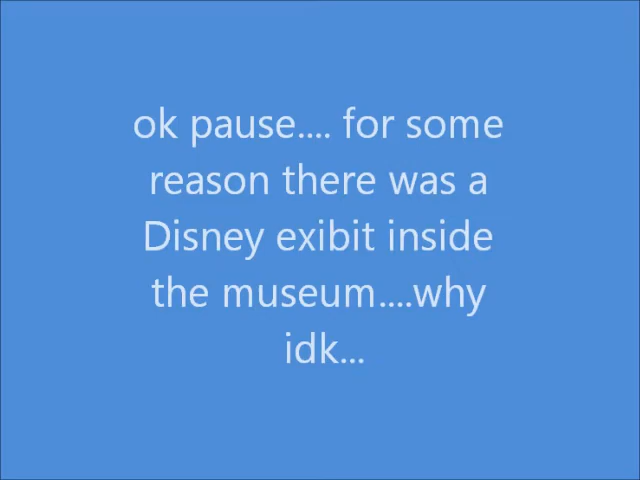 ok pause.... for some
reason there was a
Disney exibit inside
the museum....why
idk...